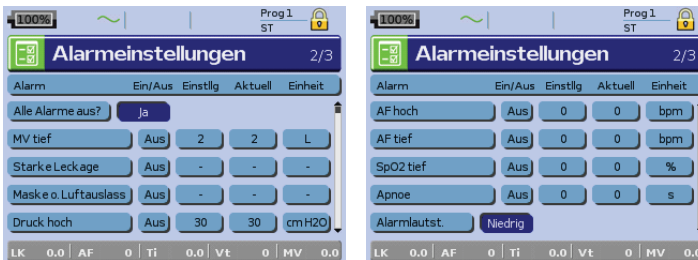 100% Prog 1
ST
Alarmeinstellungen 2/3
Alarm Ein/Aus Einstllg Aktuell Einheit
Alle Alarme aus? Ja
MV tief Aus 2 2 L
Starke Leckage Aus - -
Maske o. Luftauslass Aus - -
Druck hoch Aus 30 30 cmH2O
LK 0.0 AF 0 Ti 0.0 Vt 0 MV 0.0
100% Prog 1
ST
Alarmeinstellungen 2/3
Alarm Ein/Aus Einstllg Aktuell Einheit
AF hoch Aus 0 0 bpm
AF tief Aus 0 0 bpm
SpO2 tief Aus 0 0 %
Apnoe Aus 0 0 s
Alarmlautst. Niedrig
LK 0.0 AF 0 Ti 0.0 Vt 0 MV 0.0